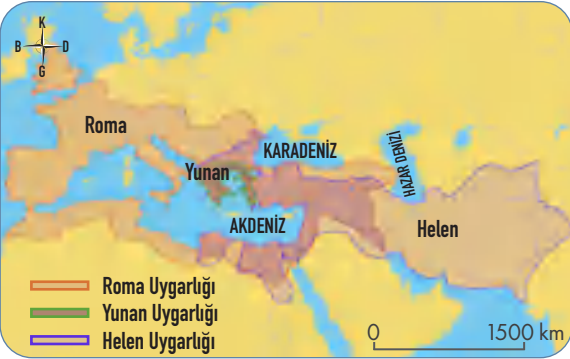 K
B D
G
Roma
Yunan
KARADENİZ
HAZAR DENİZİ
AKDENİZ
Helen
Roma Uygarlığı
Yunan Uygarlığı
Helen Uygarlığı
0 1500 km